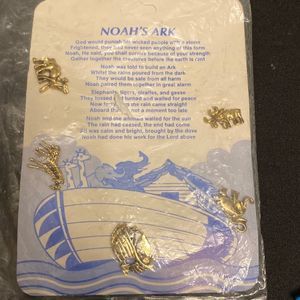 NOAH'S ARK
God would punish his wicked people with a storm
Frightened, they had never seen anything of this form
Noah, He said, you shall survive because of your strength
Gather together the creatures before the earth is rent
Noah was told to build an Ark
Whilst the rains poured from the dark
They would be safe from all harm
Noah paired them together in great alarm
Elephants, tigers, giraffes, and geese
They tossed and turned and waited for peace
Now forty days the rain came straight
Aboard that not a moment too late
Noah and the animals waited for the sun
The rain had ceased, the end had come
All was calm and bright, brought by the dove
Noah had done his work for the Lord above